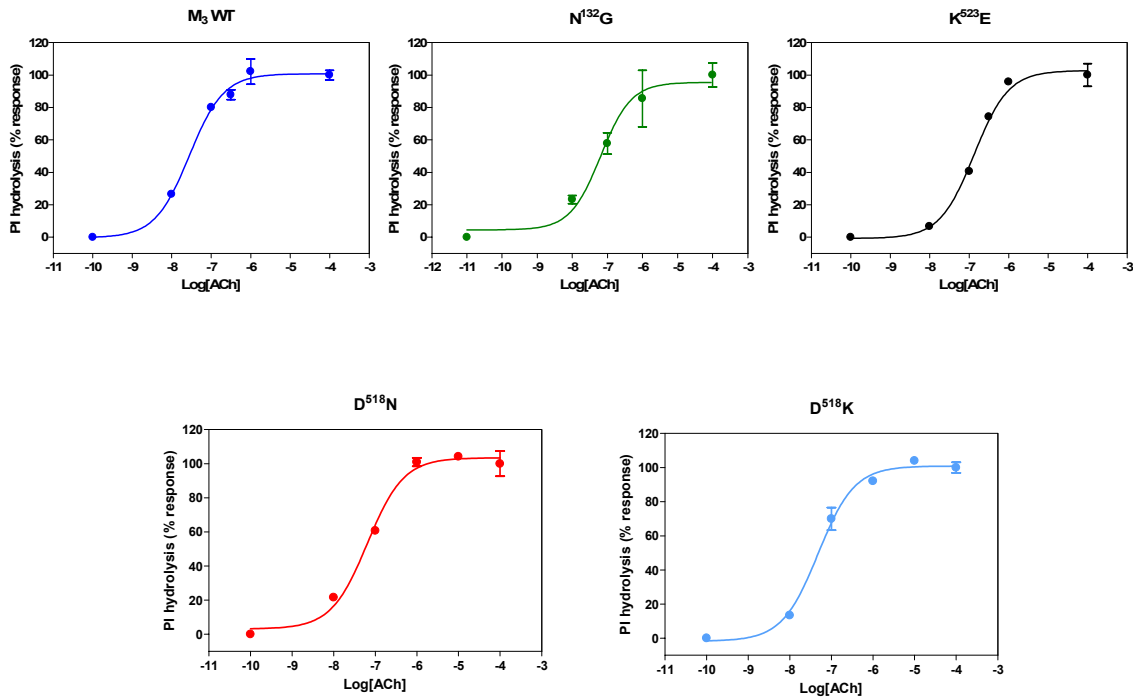 M₃ WT
PI hydrolysis (% response)
120
100
80
60
40
20
0
-11 -10 -9 -8 -7 -6 -5 -4 -3
Log[ACh]
N¹³²G
PI hydrolysis (% response)
120
100
80
60
40
20
0
-12 -11 -10 -9 -8 -7 -6 -5 -4 -3
Log[ACh]
K⁵²³E
PI hydrolysis (% response)
120
100
80
60
40
20
0
-11 -10 -9 -8 -7 -6 -5 -4 -3
Log[ACh]
D⁵¹⁸N
PI hydrolysis (% response)
120
100
80
60
40
20
0
-11 -10 -9 -8 -7 -6 -5 -4 -3
Log[ACh]
D⁵¹⁸K
PI hydrolysis (% response)
120
100
80
60
40
20
0
-11 -10 -9 -8 -7 -6 -5 -4 -3
Log[ACh]